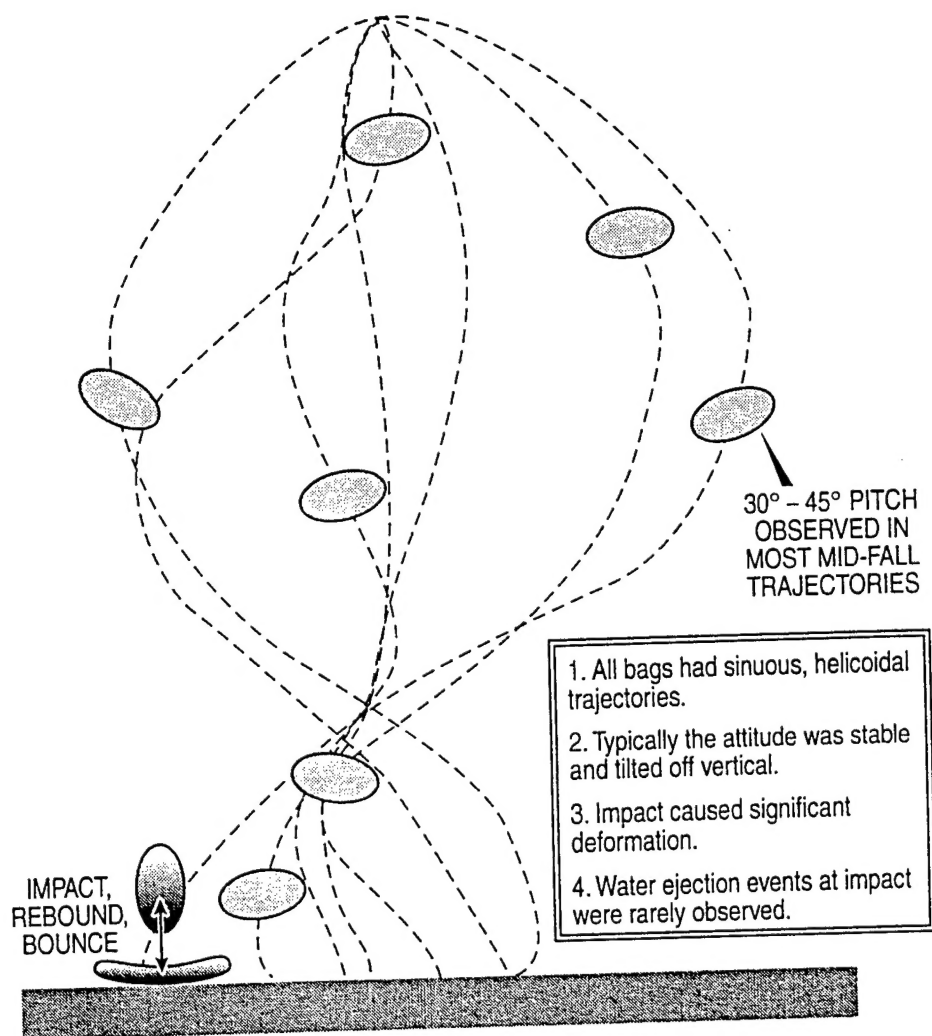 30° – 45° PITCH
OBSERVED IN
MOST MID-FALL
TRAJECTORIES
1. All bags had sinuous, helicoidal
trajectories.
2. Typically the attitude was stable
and tilted off vertical.
3. Impact caused significant
deformation.
4. Water ejection events at impact
were rarely observed.
IMPACT,
REBOUND,
BOUNCE